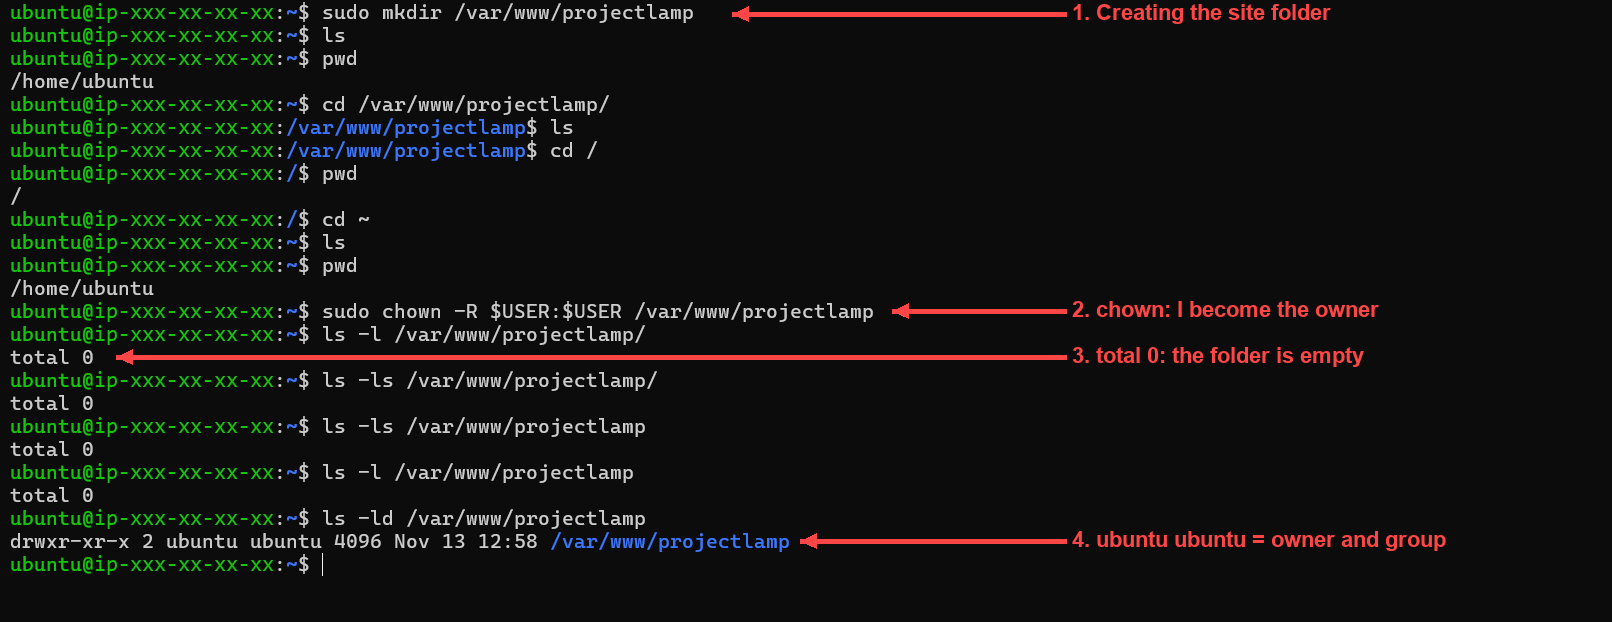 ubuntu@ip-xxx-xx-xx-xx:~$ sudo mkdir /var/www/projectlamp 1. Creating the site folder
ubuntu@ip-xxx-xx-xx-xx:~$ ls
ubuntu@ip-xxx-xx-xx-xx:~$ pwd
/home/ubuntu
ubuntu@ip-xxx-xx-xx-xx:~$ cd /var/www/projectlamp/
ubuntu@ip-xxx-xx-xx-xx:/var/www/projectlamp$ ls
ubuntu@ip-xxx-xx-xx-xx:/var/www/projectlamp$ cd /
ubuntu@ip-xxx-xx-xx-xx:/$ pwd
/
ubuntu@ip-xxx-xx-xx-xx:/$ cd ~
ubuntu@ip-xxx-xx-xx-xx:~$ ls
ubuntu@ip-xxx-xx-xx-xx:~$ pwd
/home/ubuntu
ubuntu@ip-xxx-xx-xx-xx:~$ sudo chown -R $USER:$USER /var/www/projectlamp 2. chown: I become the owner
ubuntu@ip-xxx-xx-xx-xx:~$ ls -l /var/www/projectlamp/
total 0 3. total 0: the folder is empty
ubuntu@ip-xxx-xx-xx-xx:~$ ls -ls /var/www/projectlamp/
total 0
ubuntu@ip-xxx-xx-xx-xx:~$ ls -ls /var/www/projectlamp
total 0
ubuntu@ip-xxx-xx-xx-xx:~$ ls -l /var/www/projectlamp
total 0
ubuntu@ip-xxx-xx-xx-xx:~$ ls -ld /var/www/projectlamp
drwxr-xr-x 2 ubuntu ubuntu 4096 Nov 13 12:58 /var/www/projectlamp 4. ubuntu ubuntu = owner and group
ubuntu@ip-xxx-xx-xx-xx:~$